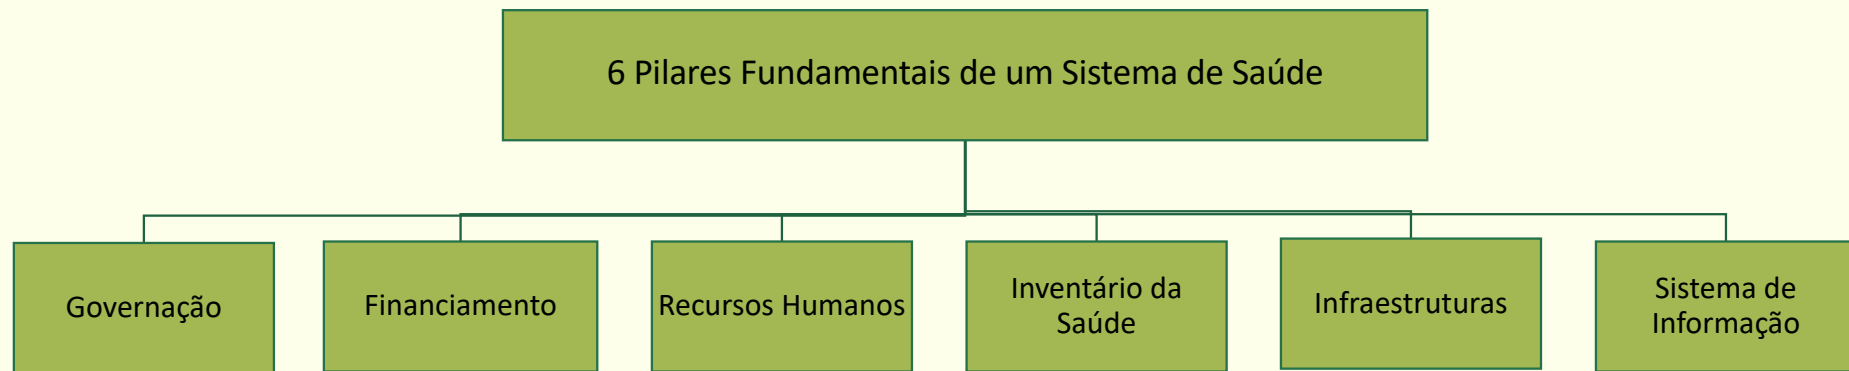 6 Pilares Fundamentais de um Sistema de Saúde
Governação
Financiamento
Recursos Humanos
Inventário da
Saúde
Infraestruturas
Sistema de
Informação